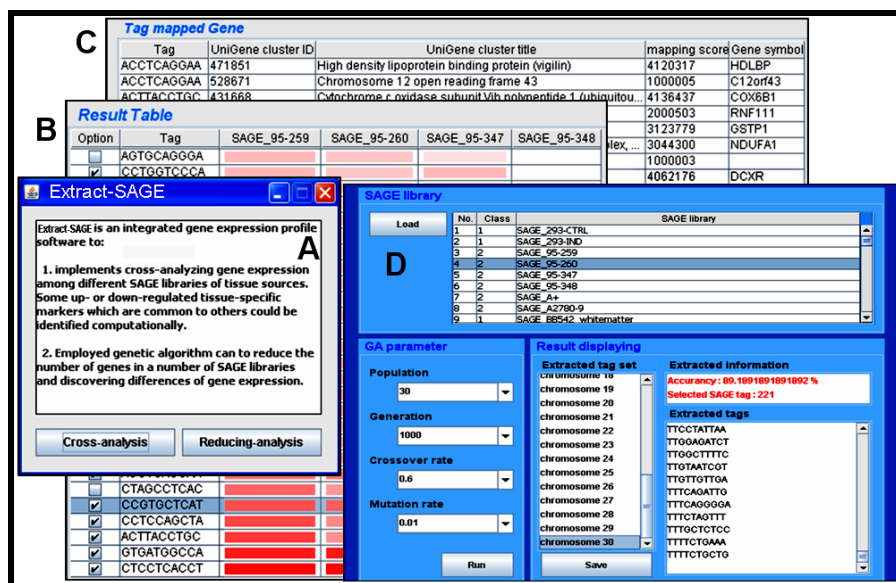 C
Tag mapped Gene
Tag UniGene cluster ID UniGene cluster title mapping score Gene symbol
ACCTCAGGAA 471851 High density lipoprotein binding protein (vigilin) 4120317 HDLBP
ACCTCAGGAA 528671 Chromosome 12 open reading frame 43 1000005 C12orf43
ACTTACCTGC 431668 Cytochrome c oxidase subunit Vib polypeptide 1 (ubiquitou... 4136437 COX6B1
2000503 RNF111
3123779 GSTP1
plex, ... 3044300 NDUFA1
1000003
4062176 DCXR
B
Result Table
Option Tag SAGE_95-259 SAGE_95-260 SAGE_95-347 SAGE_95-348
AGTGCAGGGA
CCTGGTCCCA
Extract-SAGE
A
Extract-SAGE is an integrated gene expression profile
software to:
1. implements cross-analyzing gene expression
among different SAGE libraries of tissue sources.
Some up- or down-regulated tissue-specific
markers which are common to others could be
identified computationally.
2. Employed genetic algorithm can to reduce the
number of genes in a number of SAGE libraries
and discovering differences of gene expression.
Cross-analysis Reducing-analysis
CTAGCCTCAC
CCGTGCTCAT
CCTCCAGCTA
ACTTACCTGC
GTGATGGCCA
CTCCTCACCT
D
SAGE library
Load
No. Class SAGE library
1 1 SAGE_293-CTRL
2 1 SAGE_293-IND
3 2 SAGE_95-259
4 2 SAGE_95-260
5 2 SAGE_95-347
6 2 SAGE_95-348
7 2 SAGE_A+
8 2 SAGE_A2780-9
9 1 SAGE_BB542_whitematter
GA parameter
Population
30
Generation
1000
Crossover rate
0.6
Mutation rate
0.01
Run
Result displaying
Extracted tag set
chromosome 18
chromosome 19
chromosome 20
chromosome 21
chromosome 22
chromosome 23
chromosome 24
chromosome 25
chromosome 26
chromosome 27
chromosome 28
chromosome 29
chromosome 30
Save
Extracted information
Accurancy : 89.1891891891892 %
Selected SAGE tag : 221
Extracted tags
TTCCTATTAA
TTGGAGATCT
TTGGCTTTTC
TTGTAATCGT
TTGTTGTTGA
TTTCAGATTG
TTTCAGGGGA
TTTCTAGTTT
TTTGCTCTCC
TTTTCTGAAA
TTTTCTGCTG